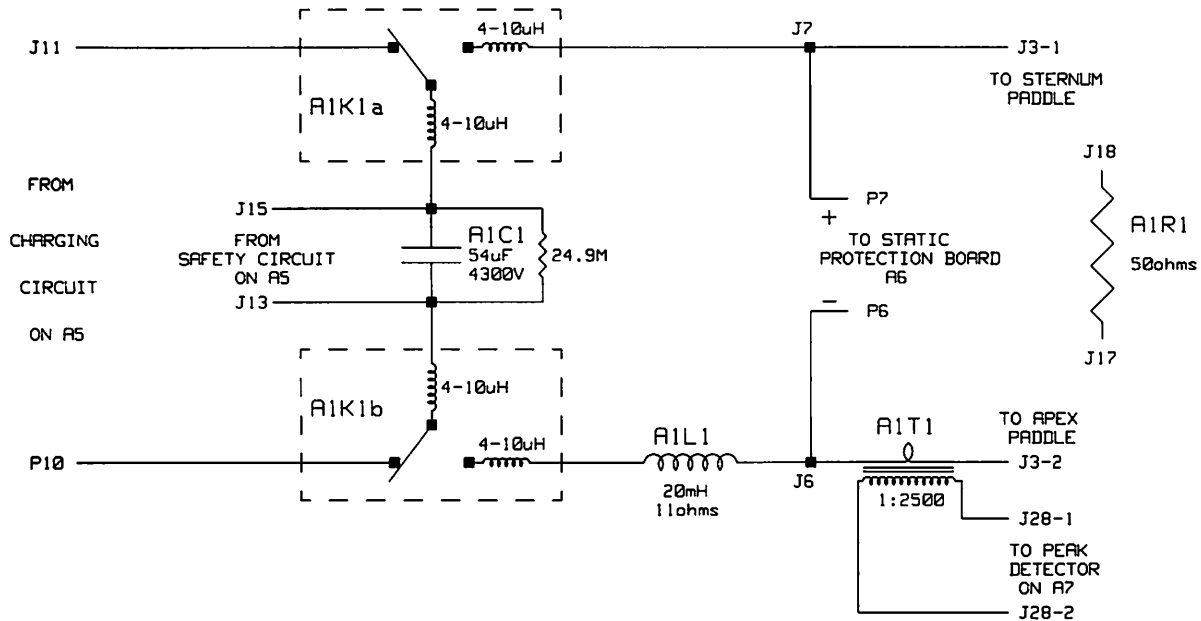 J11
4-10uH
J7
J3-1
TO STERNUM
PADDLE
A1K1a
4-10uH
J18
FROM
CHARGING
CIRCUIT
ON A5
J15
FROM
SAFETY CIRCUIT
ON A5
J13
A1C1
54uF
4300V
24.9M
P7
+
TO STATIC
PROTECTION BOARD
A6
−
P6
A1R1
50ohms
J17
A1K1b
4-10uH
4-10uH
P10
A1L1
20mH
11ohms
J6
A1T1
1:2500
TO APEX
PADDLE
J3-2
J28-1
TO PEAK
DETECTOR
ON A7
J28-2